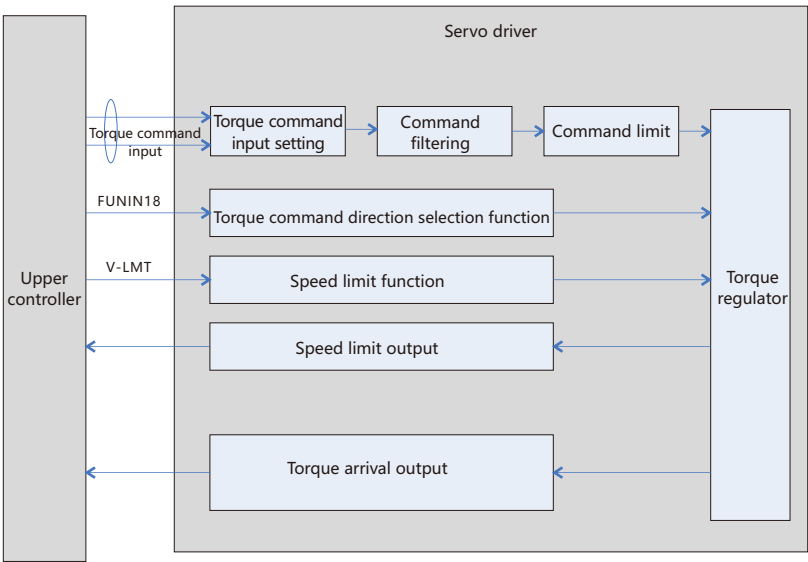 Servo driver
Torque command
input
Torque command
input setting
Command
filtering
Command limit
FUNIN18
Torque command direction selection function
V-LMT
Speed limit function
Upper
controller
Torque
regulator
Speed limit output
Torque arrival output